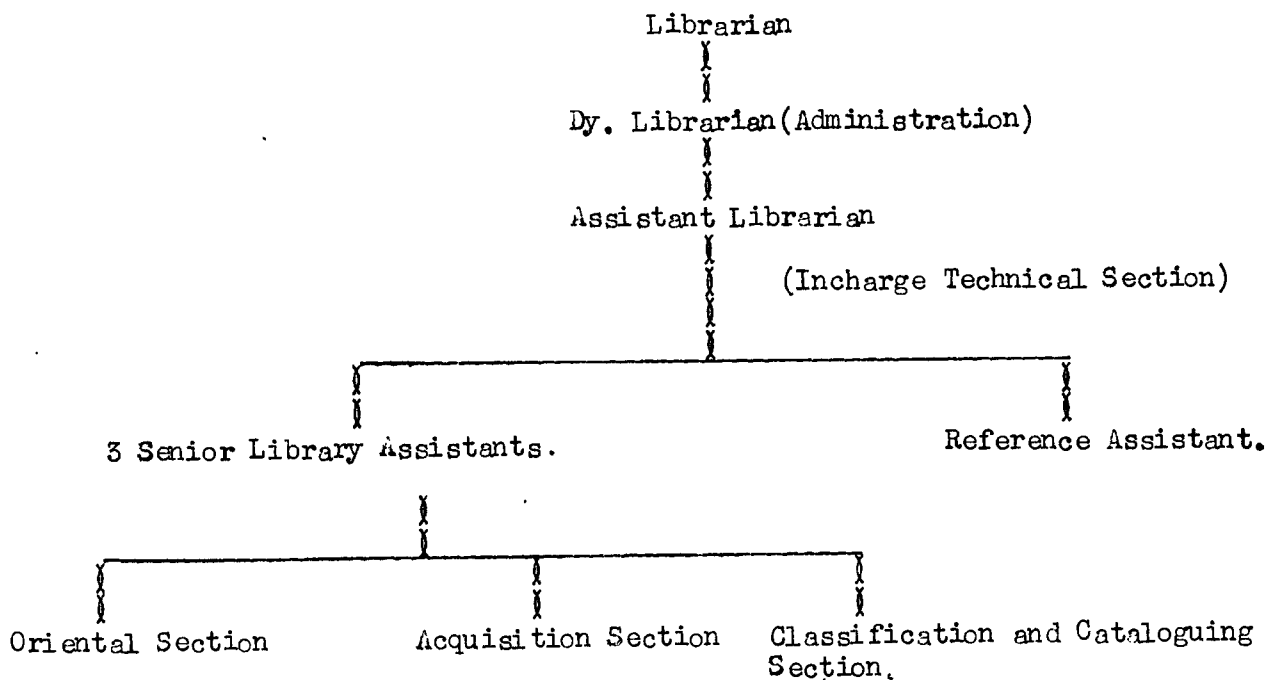 Librarian
Dy. Librarian(Administration)
Assistant Librarian
(Incharge Technical Section)
3 Senior Library Assistants.
Reference Assistant.
Oriental Section
Acquisition Section
Classification and Cataloguing
Section.